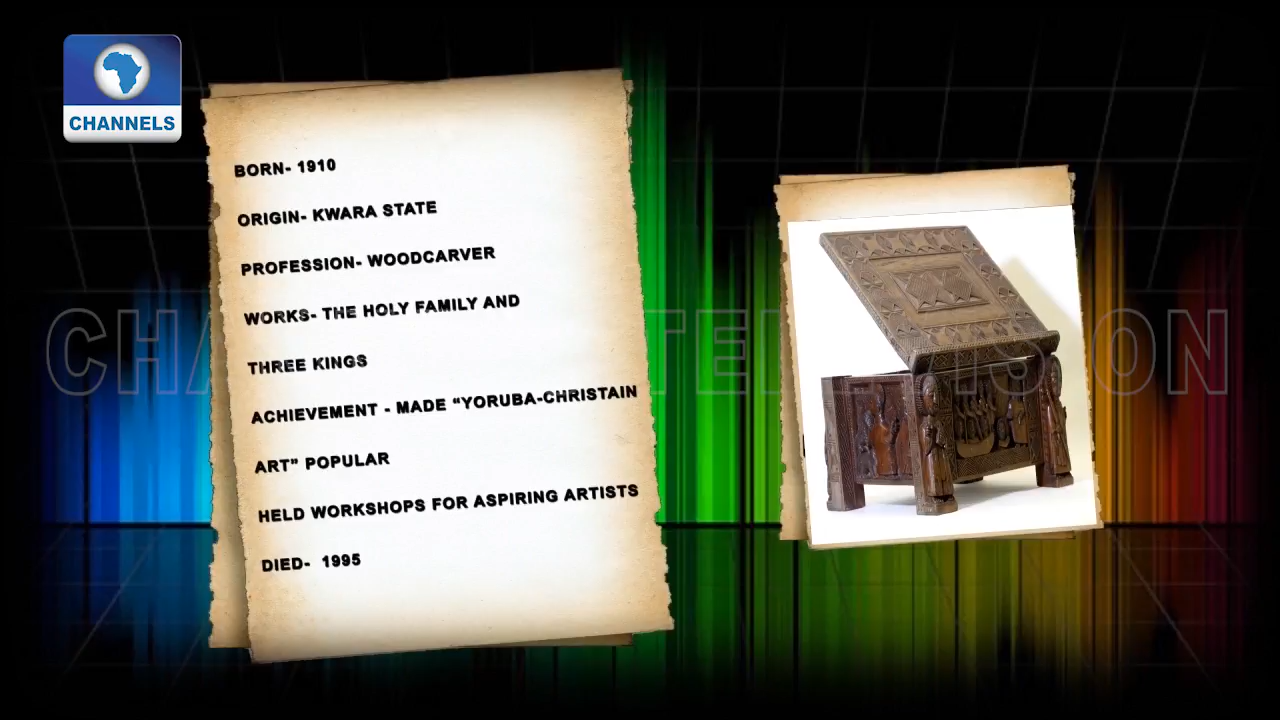 CHANNELS
BORN- 1910
ORIGIN- KWARA STATE
PROFESSION- WOODCARVER
WORKS- THE HOLY FAMILY AND
THREE KINGS
ACHIEVEMENT - MADE “YORUBA-CHRISTAIN
ART" POPULAR
HELD WORKSHOPS FOR ASPIRING ARTISTS
DIED- 1995